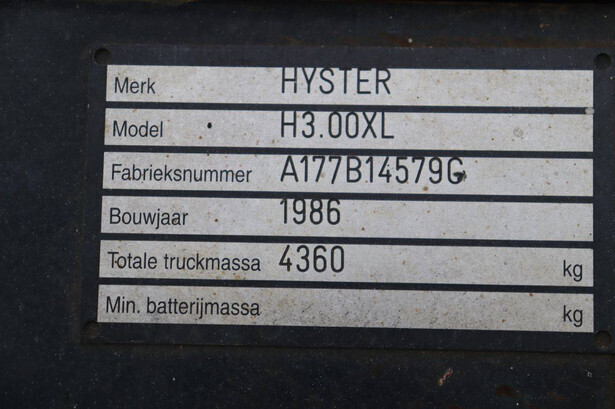 Merk HYSTER
Model H3.00XL
Fabrieksnummer A177B14579G
Bouwjaar 1986
Totale truckmassa 4360 kg
Min. batterijmassa kg